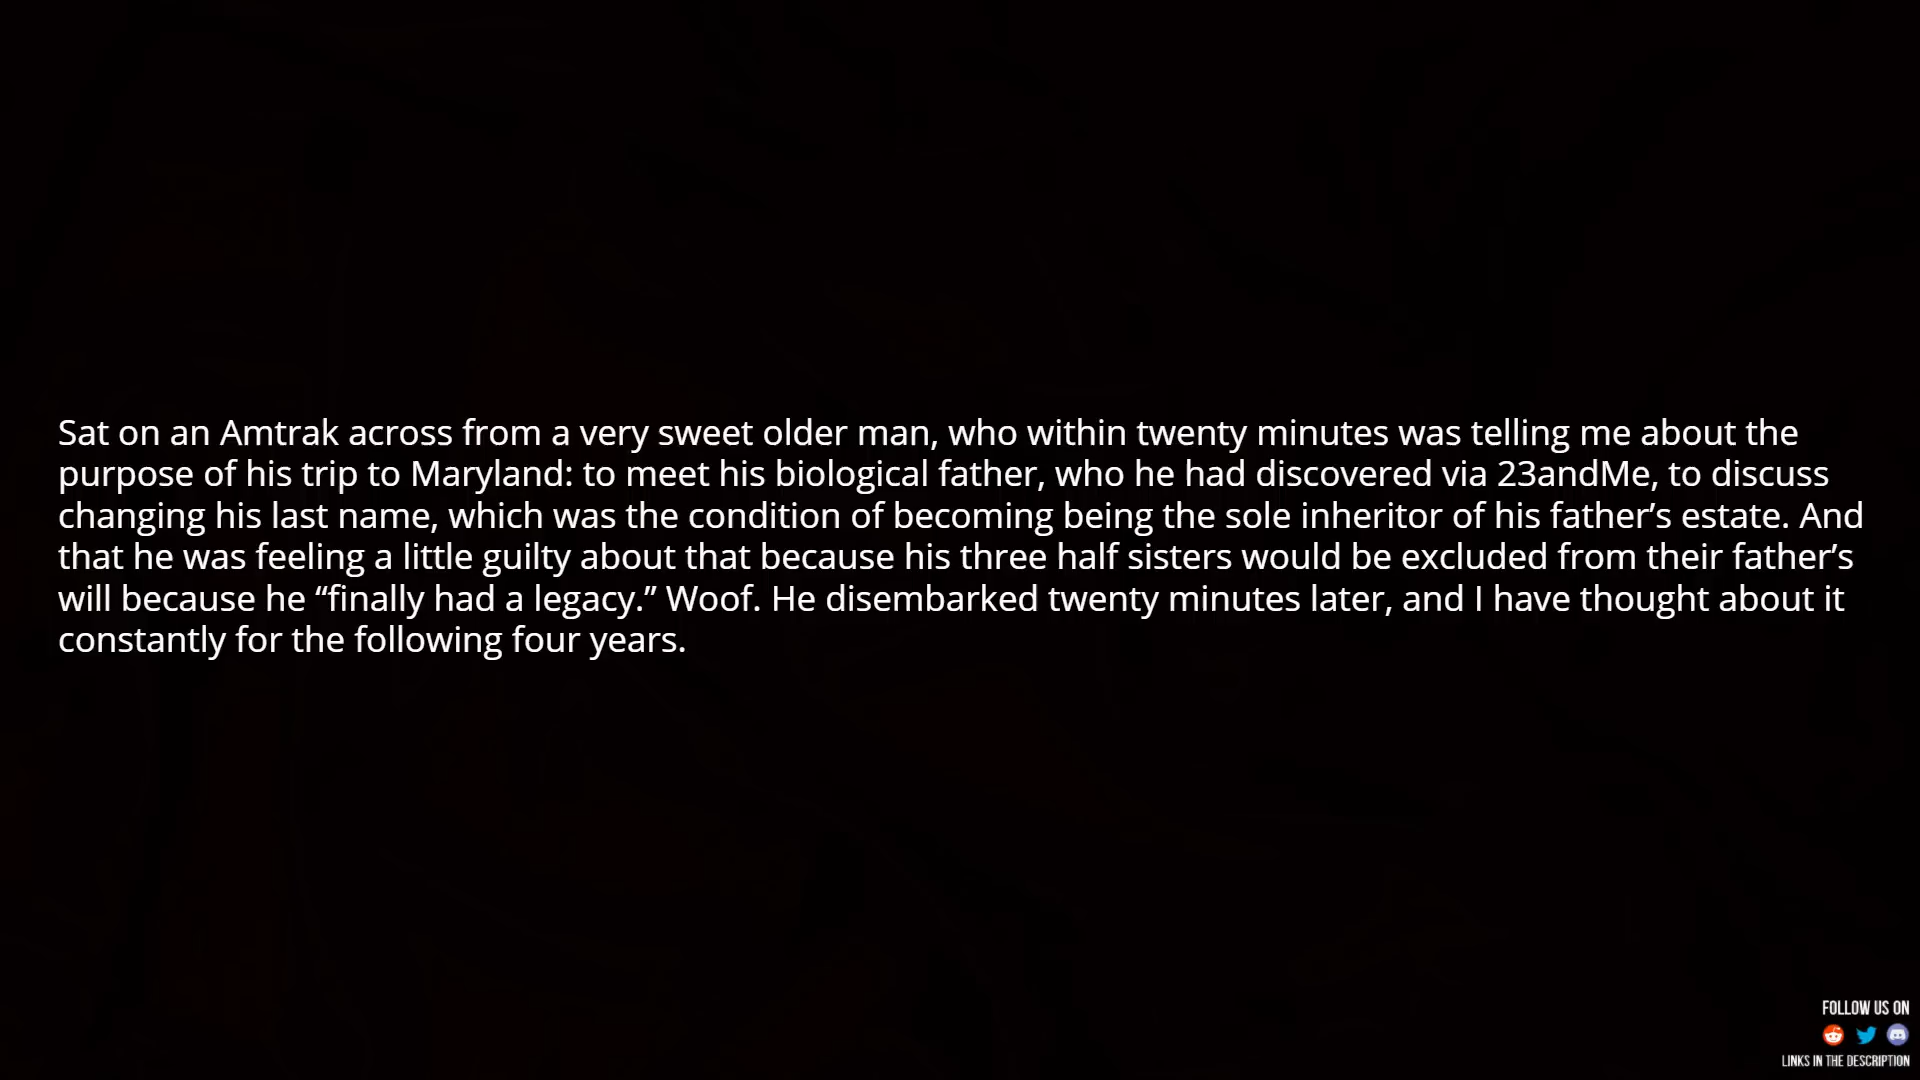 Sat on an Amtrak across from a very sweet older man, who within twenty minutes was telling me about the
purpose of his trip to Maryland: to meet his biological father, who he had discovered via 23andMe, to discuss
changing his last name, which was the condition of becoming being the sole inheritor of his father’s estate. And
that he was feeling a little guilty about that because his three half sisters would be excluded from their father’s
will because he “finally had a legacy.” Woof. He disembarked twenty minutes later, and I have thought about it
constantly for the following four years.
FOLLOW US ON
LINKS IN THE DESCRIPTION